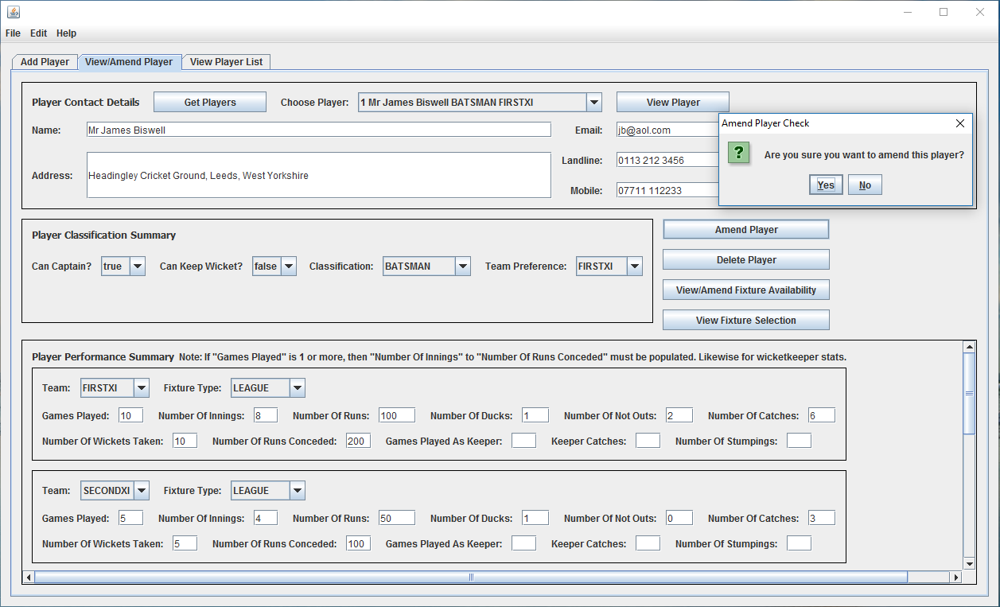 File Edit Help
Add Player View/Amend Player View Player List
Player Contact Details Get Players Choose Player: 1 Mr James Biswell BATSMAN FIRSTXI View Player
Name: Mr James Biswell Email: jb@aol.com
Address: Headingley Cricket Ground, Leeds, West Yorkshire
Landline: 0113 212 3456
Mobile: 07711 112233
Amend Player Check
Are you sure you want to amend this player?
Yes No
Player Classification Summary
Can Captain? true Can Keep Wicket? false Classification: BATSMAN Team Preference: FIRSTXI
Amend Player
Delete Player
View/Amend Fixture Availability
View Fixture Selection
Player Performance Summary Note: If "Games Played" is 1 or more, then "Number Of Innings" to "Number Of Runs Conceded" must be populated. Likewise for wicketkeeper stats.
Team: FIRSTXI Fixture Type: LEAGUE
Games Played: 10 Number Of Innings: 8 Number Of Runs: 100 Number Of Ducks: 1 Number Of Not Outs: 2 Number Of Catches: 6
Number Of Wickets Taken: 10 Number Of Runs Conceded: 200 Games Played As Keeper: Keeper Catches: Number Of Stumpings:
Team: SECONDXI Fixture Type: LEAGUE
Games Played: 5 Number Of Innings: 4 Number Of Runs: 50 Number Of Ducks: 1 Number Of Not Outs: 0 Number Of Catches: 3
Number Of Wickets Taken: 5 Number Of Runs Conceded: 100 Games Played As Keeper: Keeper Catches: Number Of Stumpings: